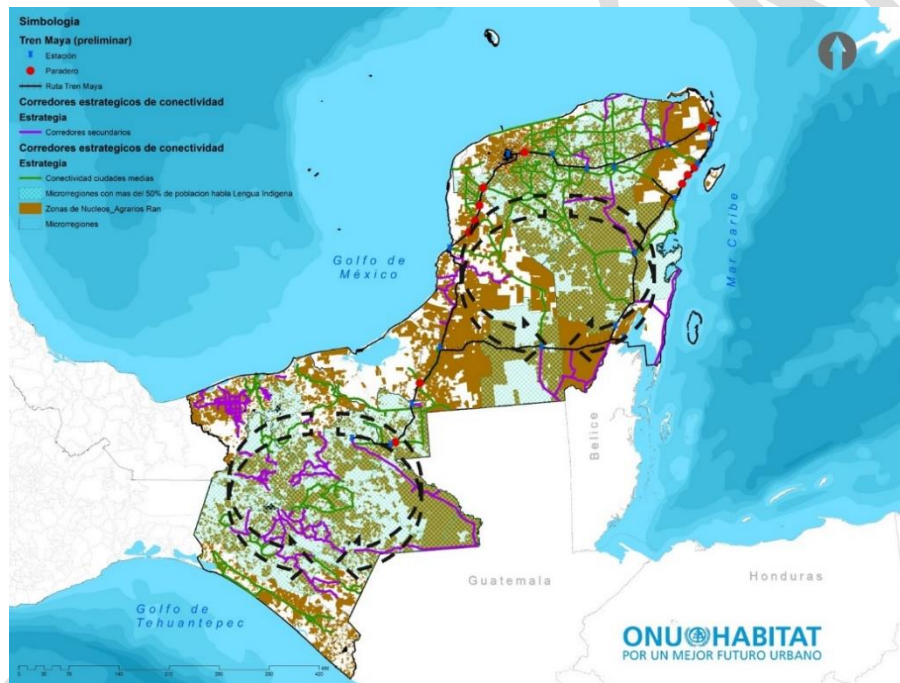 Simbología
Tren Maya (preliminar)
Estación
Paradero
Ruta Tren Maya
Corredores estrategicos de conectividad
Estrategia
Corredores secundarios
Corredores estrategicos de conectividad
Estrategia
Conectividad ciudades medias
Microrregiones con mas del 50% de poblacion habla Lengua Indigena
Zonas de Nucleos_Agrarios Ran
Microrregiones
Golfo de
México
Mar Caribe
Belice
Guatemala
Honduras
Golfo de
Tehuantepec
ONU HABITAT
POR UN MEJOR FUTURO URBANO